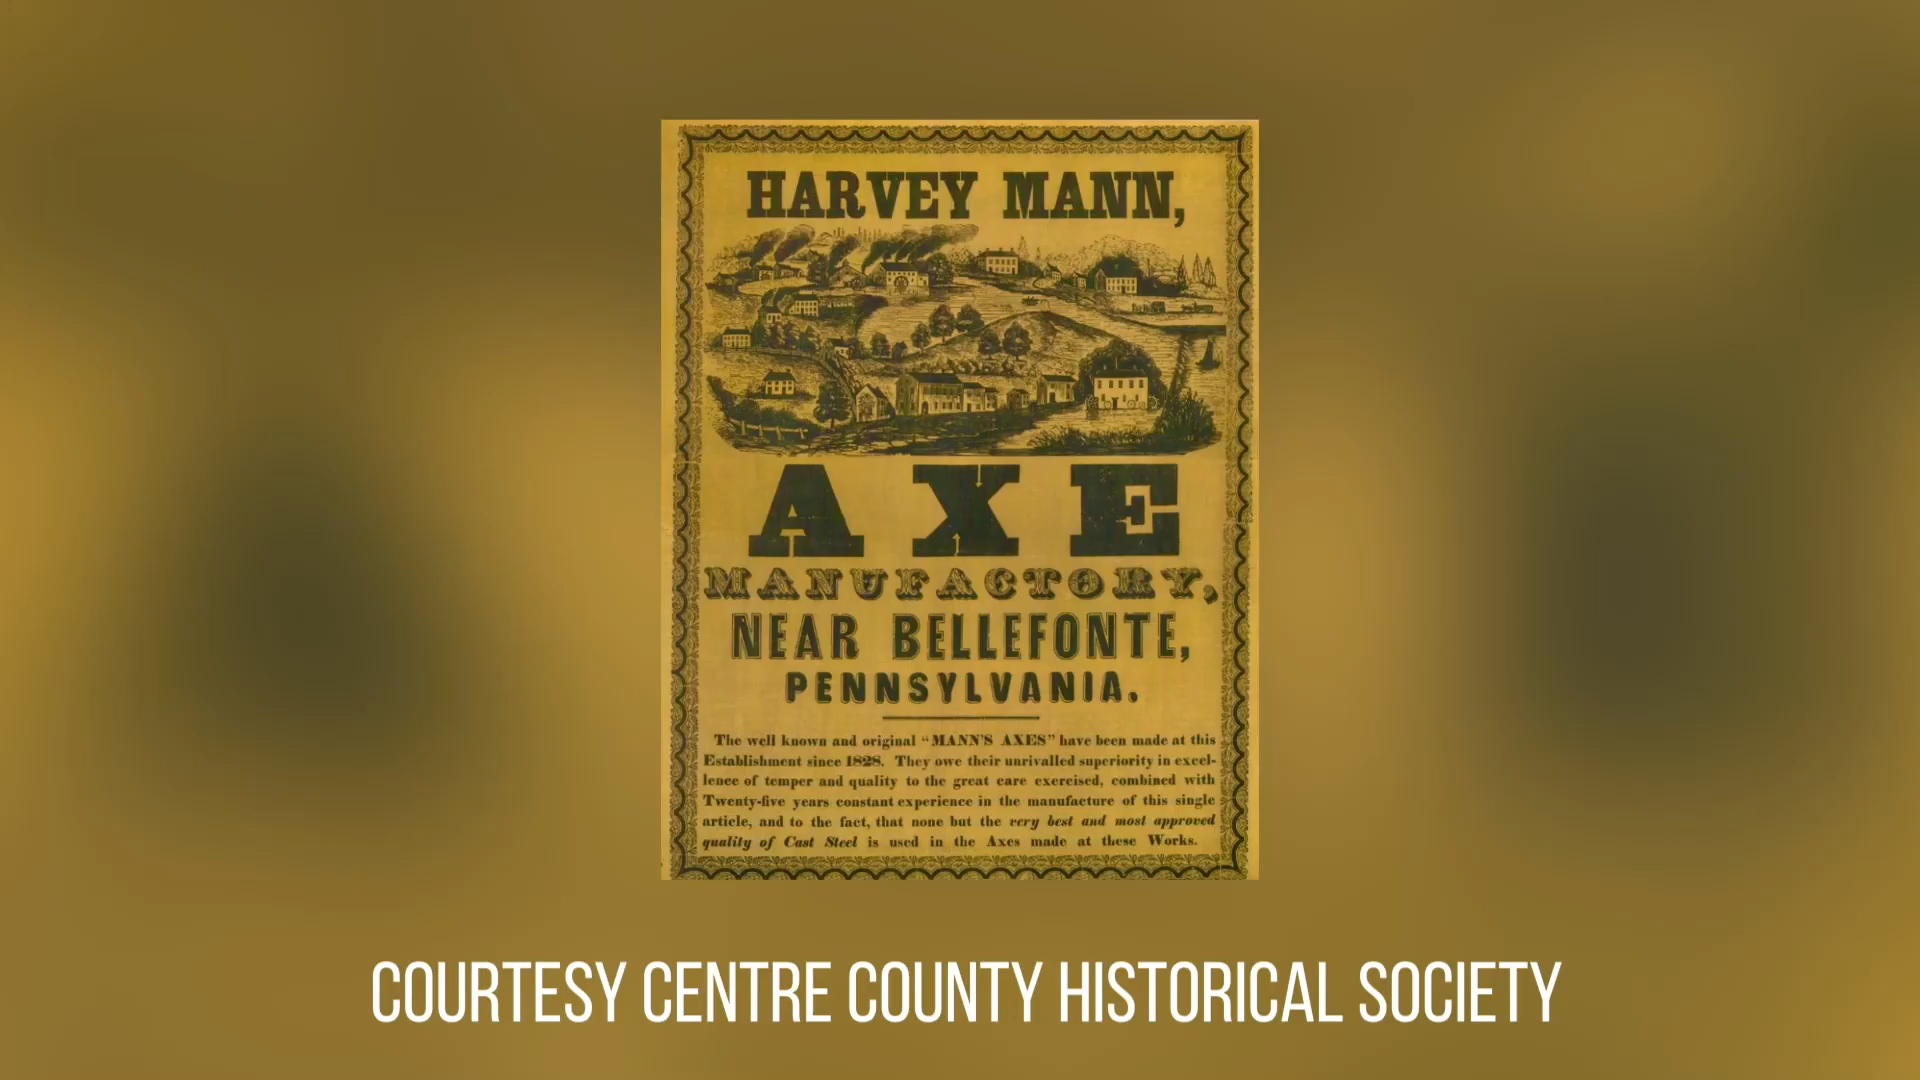 HARVEY MANN,
AXE
MANUFACTORY,
NEAR BELLEFONTE,
PENNSYLVANIA.
The well known and original “MANN'S AXES” have been made at this
Establishment since 1828. They owe their unrivalled superiority in excel-
lence of temper and quality to the great care exercised, combined with
Twenty-five years constant experience in the manufacture of this single
article, and to the fact, that none but the very best and most approved
quality of Cast Steel is used in the Axes made at these Works.
COURTESY CENTRE COUNTY HISTORICAL SOCIETY